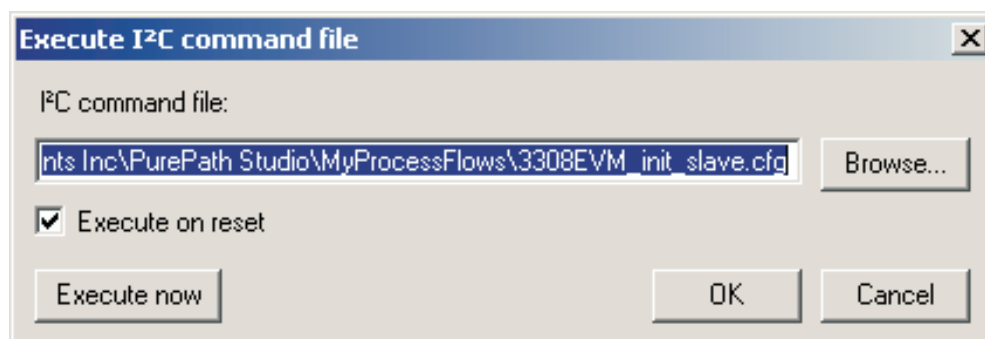 Execute I²C command file
I²C command file:
nts Inc\PurePath Studio\MyProcessFlows\3308EVM_init_slave.cfg
Browse...
Execute on reset
Execute now
OK
Cancel